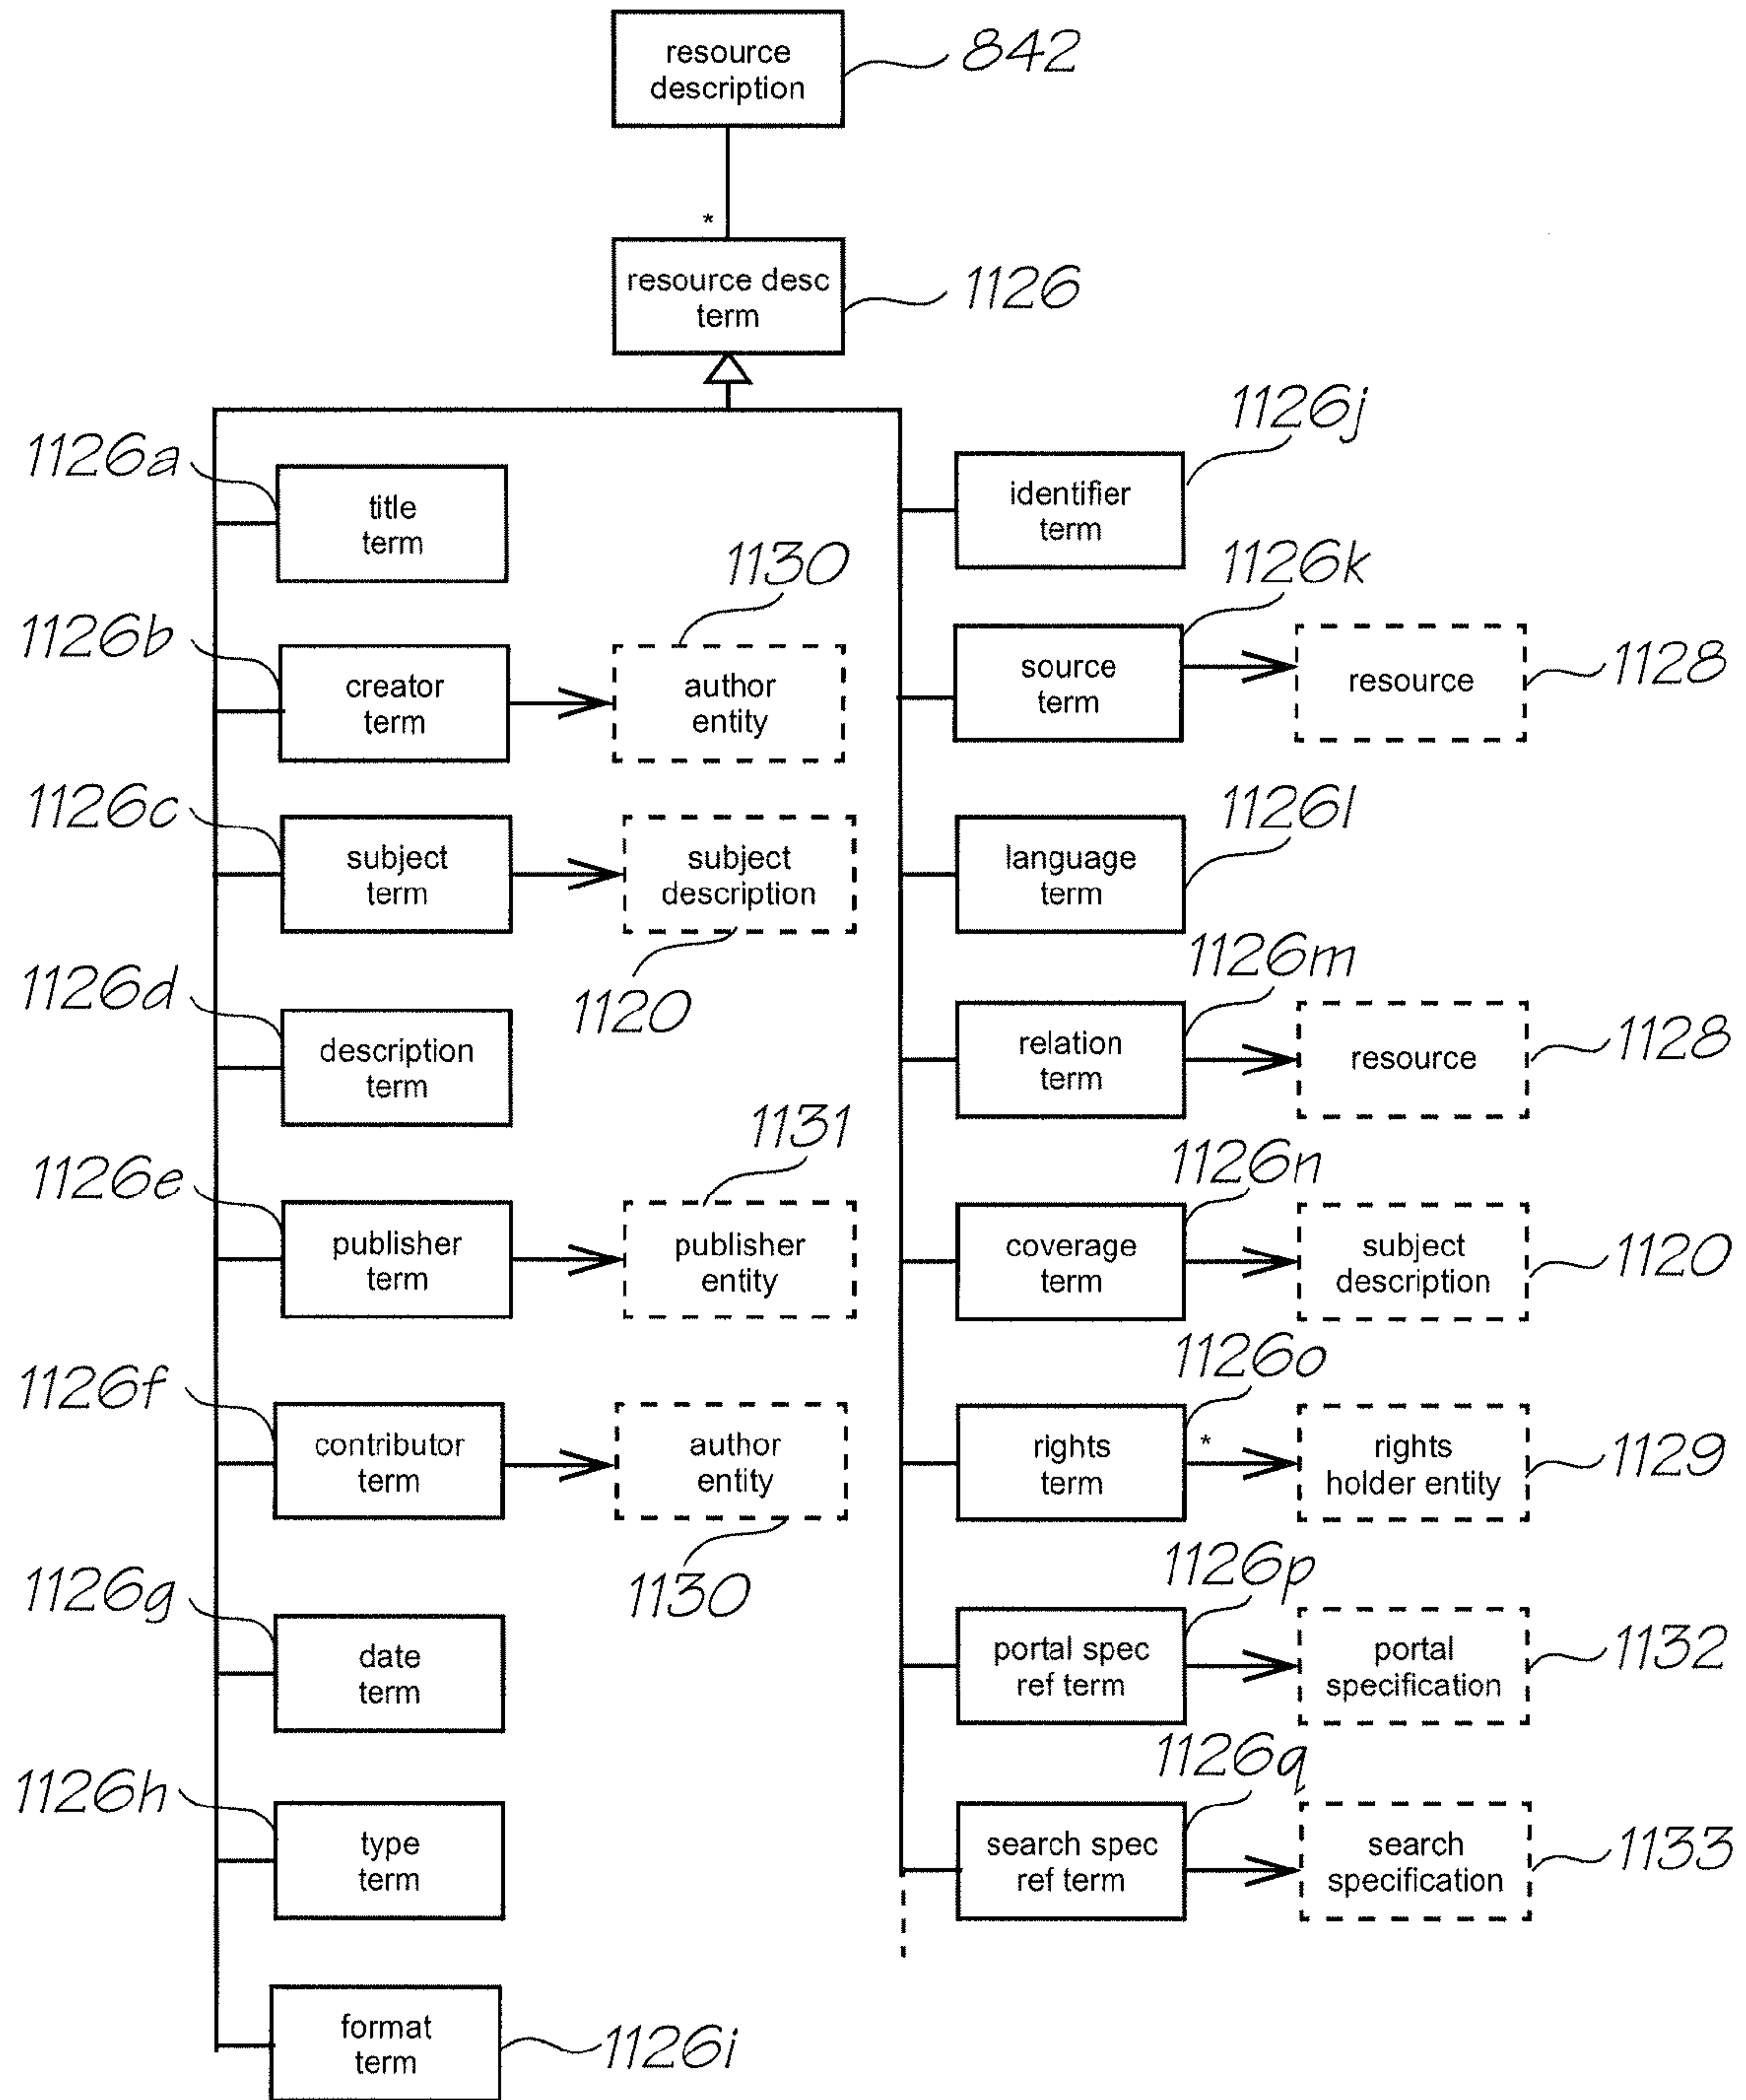 resource
description
842
*
resource desc
term
1126
1126a
title
term
1126b
creator
term
1130
author
entity
1126c
subject
term
subject
description
1120
1126d
description
term
1126e
publisher
term
1131
publisher
entity
1126f
contributor
term
author
entity
1130
1126g
date
term
1126h
type
term
format
term
1126i
1126j
identifier
term
1126k
source
term
resource
1128
1126l
language
term
1126m
relation
term
resource
1128
1126n
coverage
term
subject
description
1120
1126o
rights
term
*
rights
holder entity
1129
1126p
portal spec
ref term
portal
specification
1132
1126q
search spec
ref term
search
specification
1133